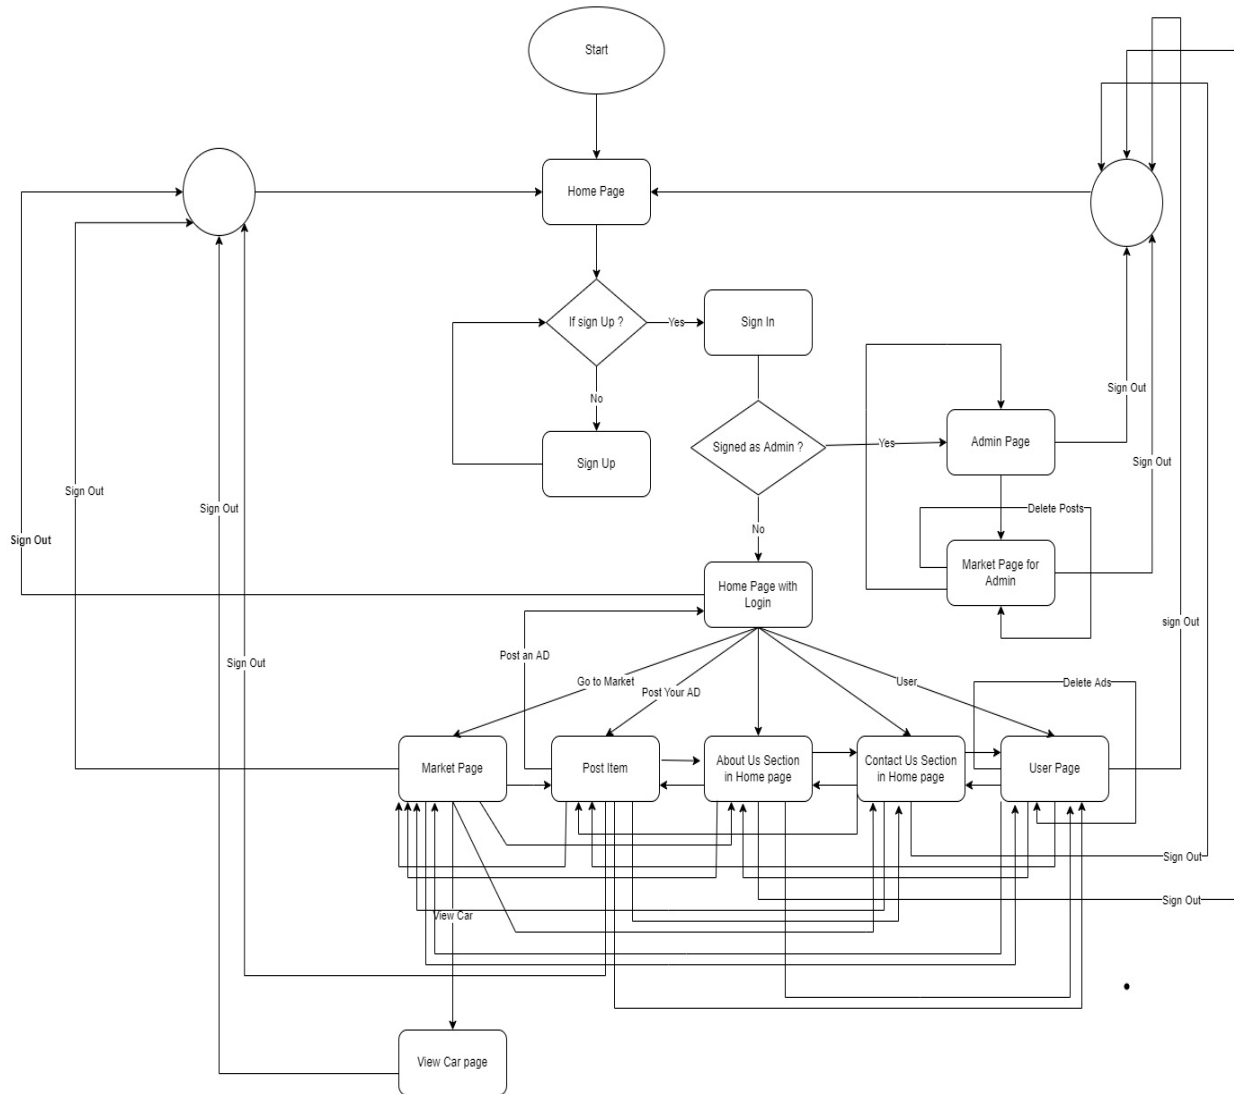 Start
Home Page
If sign Up ?
Yes
Sign In
No
Sign Out
Signed as Admin ?
Yes
Admin Page
Sign Up
Sign Out
Sign Out
Sign Out
Delete Posts
Sign Out
No
Market Page for
Admin
Home Page with
Login
sign Out
Post an AD
Sign Out
Go to Market
User
Delete Ads
Post Your AD
Market Page
Post Item
About Us Section
in Home page
Contact Us Section
in Home page
User Page
Sign Out
Sign Out
View Car
View Car page